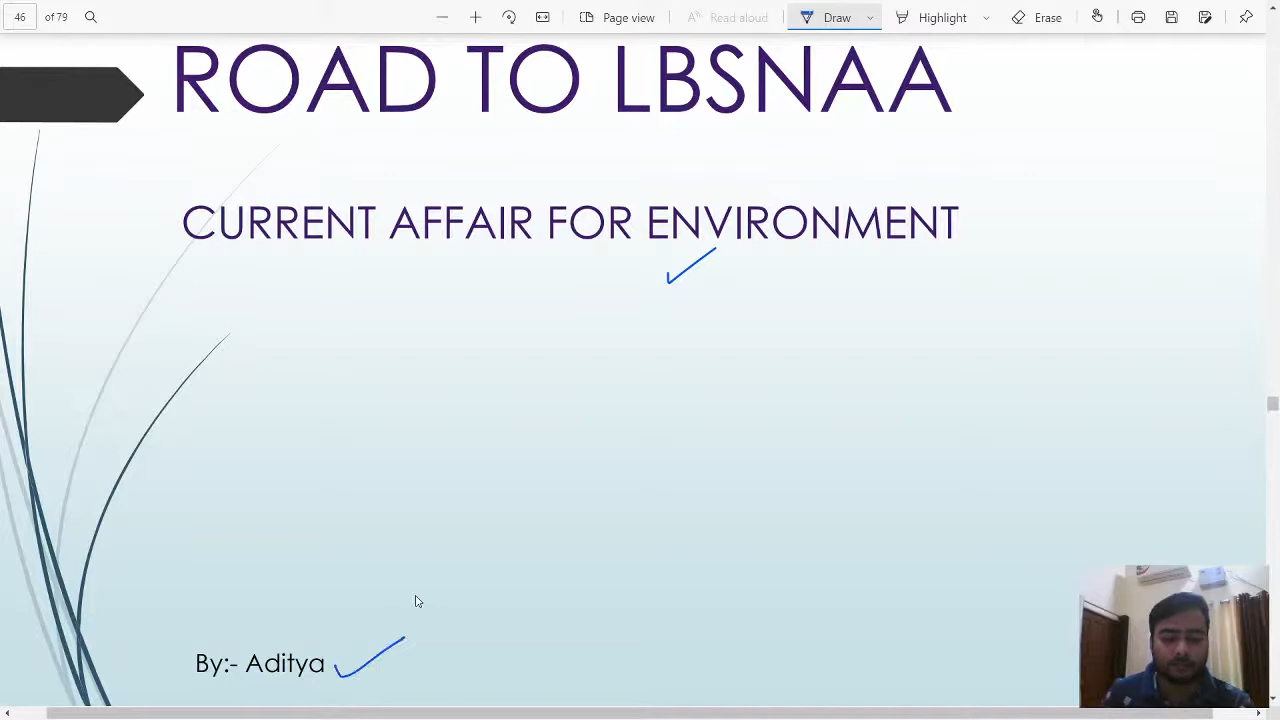 46 of 79 Page view Read aloud Draw Highlight Erase
ROAD TO LBSNAA
CURRENT AFFAIR FOR ENVIRONMENT
By:- Aditya